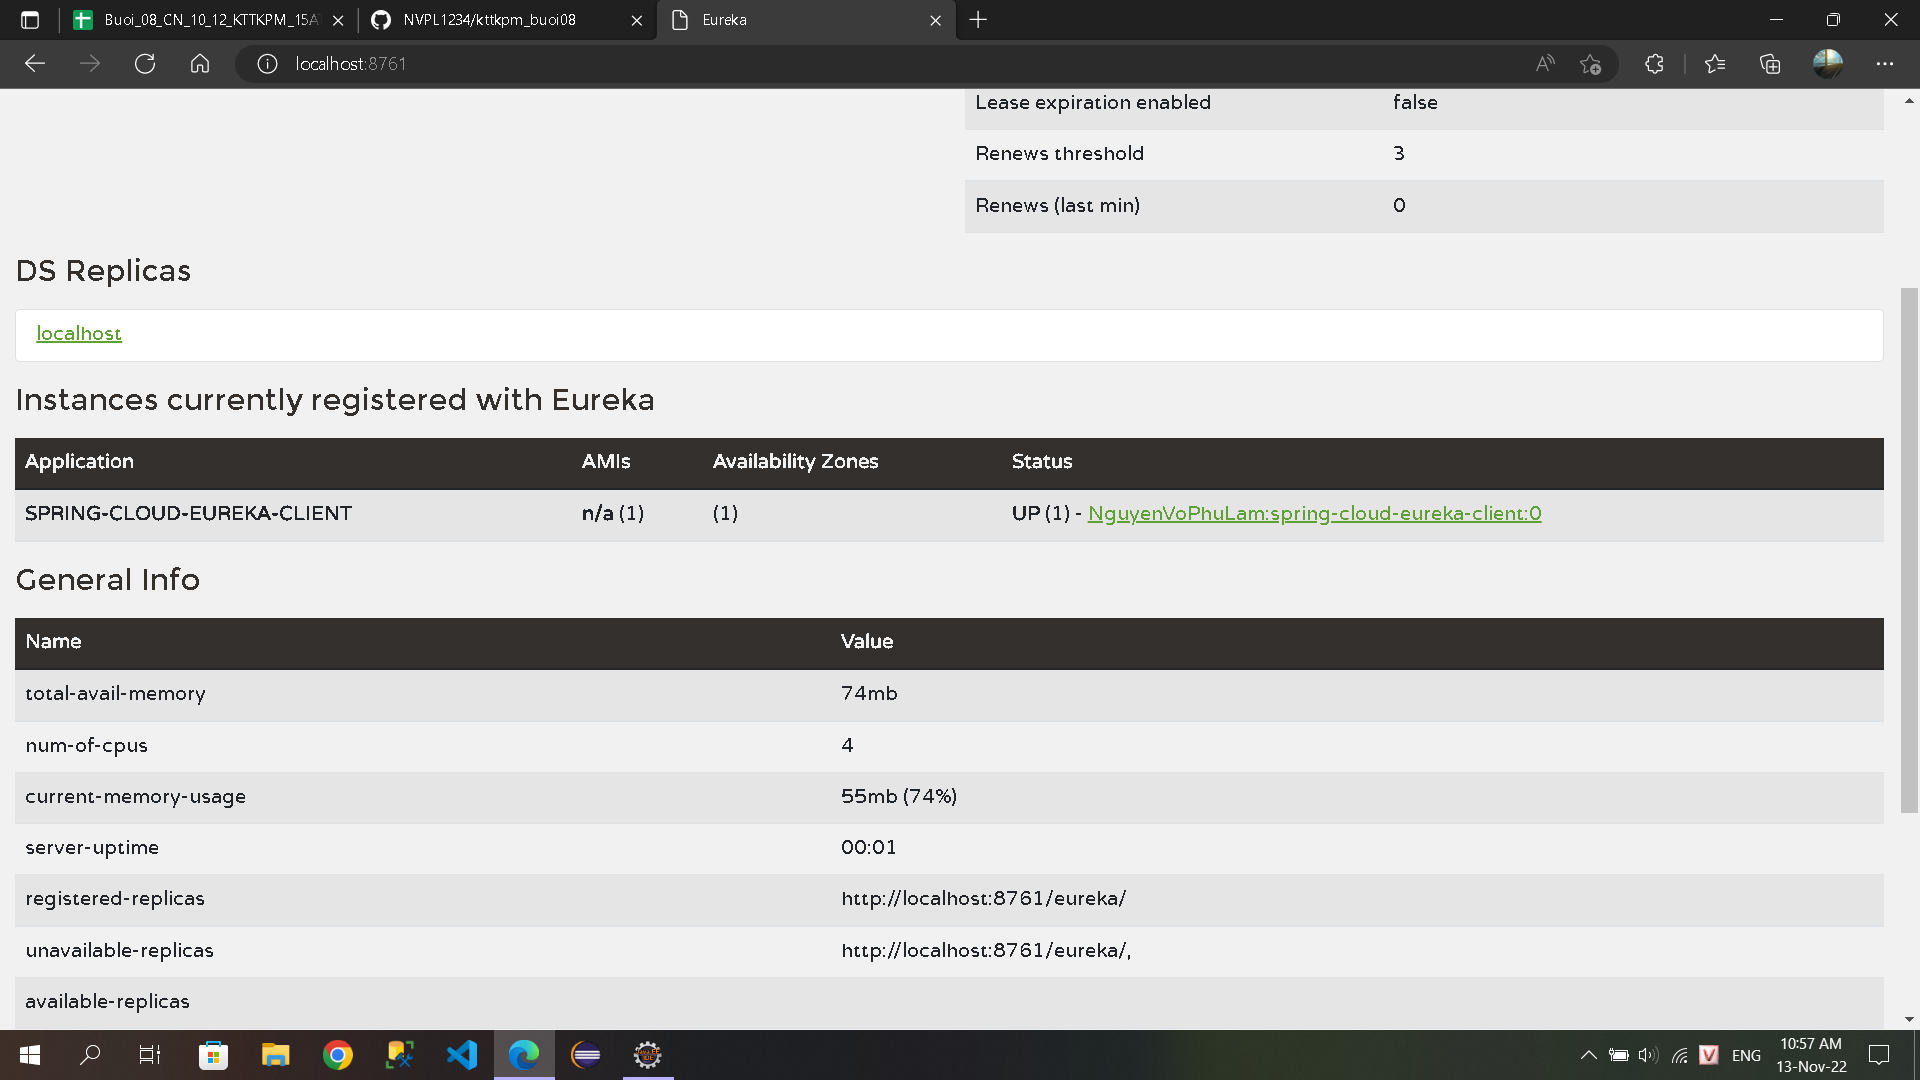 Buoi_08_CN_10_12_KTTKPM_15A
NVPL1234/kttkpm_buoi08
Eureka
localhost:8761
Lease expiration enabled false
Renews threshold 3
Renews (last min) 0
DS Replicas
localhost
Instances currently registered with Eureka
Application AMIs Availability Zones Status
SPRING-CLOUD-EUREKA-CLIENT n/a (1) (1) UP (1) - NguyenVoPhuLam:spring-cloud-eureka-client:0
General Info
Name Value
total-avail-memory 74mb
num-of-cpus 4
current-memory-usage 55mb (74%)
server-uptime 00:01
registered-replicas http://localhost:8761/eureka/
unavailable-replicas http://localhost:8761/eureka/,
available-replicas
ENG
10:57 AM
13-Nov-22